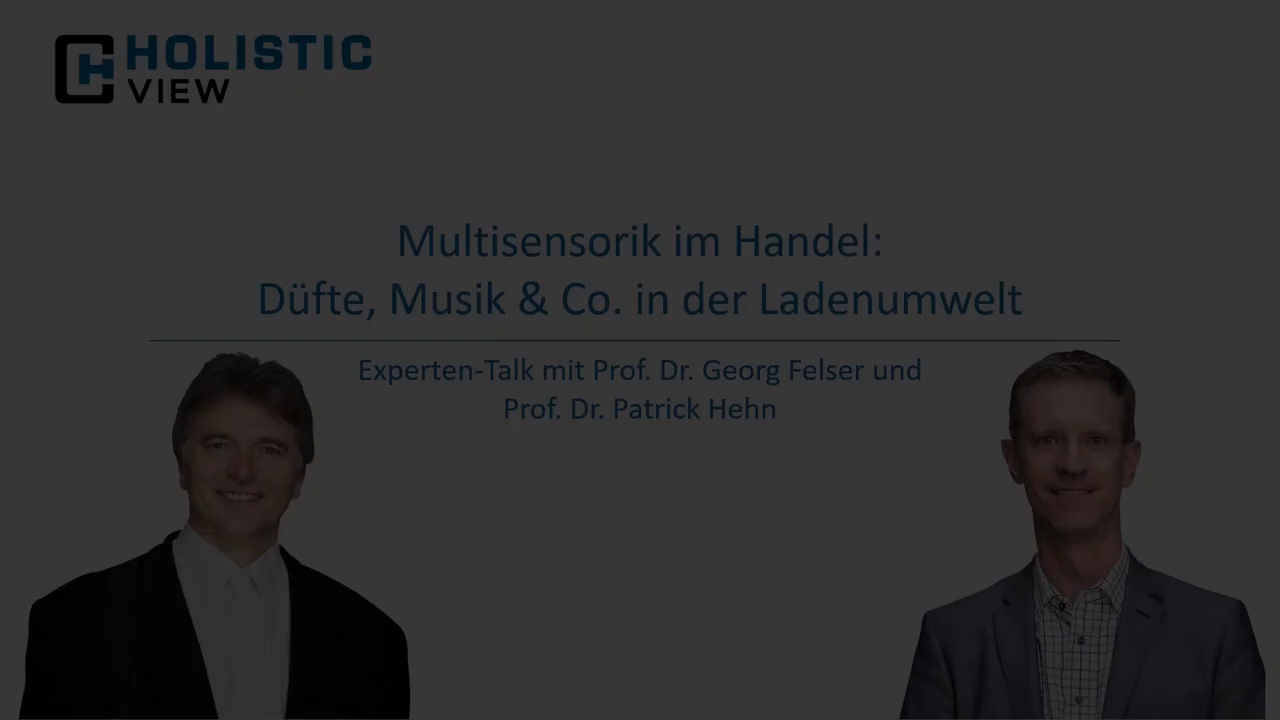 HOLISTIC
VIEW
Multisensorik im Handel:
Düfte, Musik & Co. in der Ladenumwelt
Experten-Talk mit Prof. Dr. Georg Felser und
Prof. Dr. Patrick Hehn